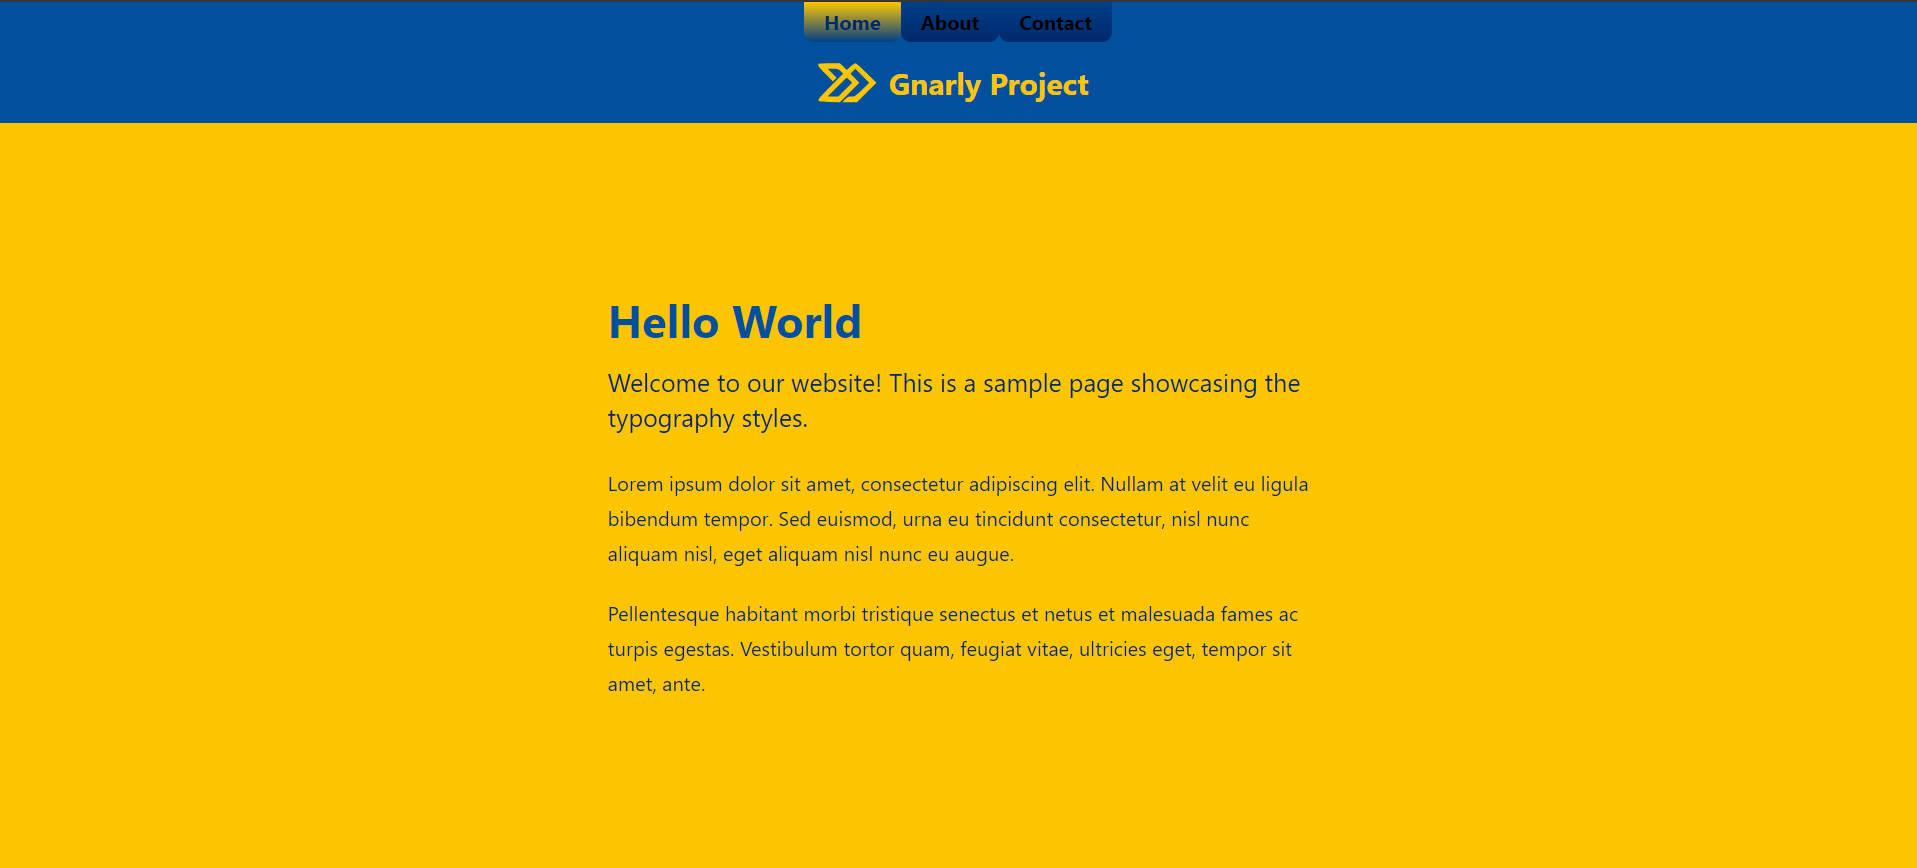 Home About Contact
Gnarly Project
Hello World
Welcome to our website! This is a sample page showcasing the
typography styles.
Lorem ipsum dolor sit amet, consectetur adipiscing elit. Nullam at velit eu ligula
bibendum tempor. Sed euismod, urna eu tincidunt consectetur, nisl nunc
aliquam nisl, eget aliquam nisl nunc eu augue.
Pellentesque habitant morbi tristique senectus et netus et malesuada fames ac
turpis egestas. Vestibulum tortor quam, feugiat vitae, ultricies eget, tempor sit
amet, ante.